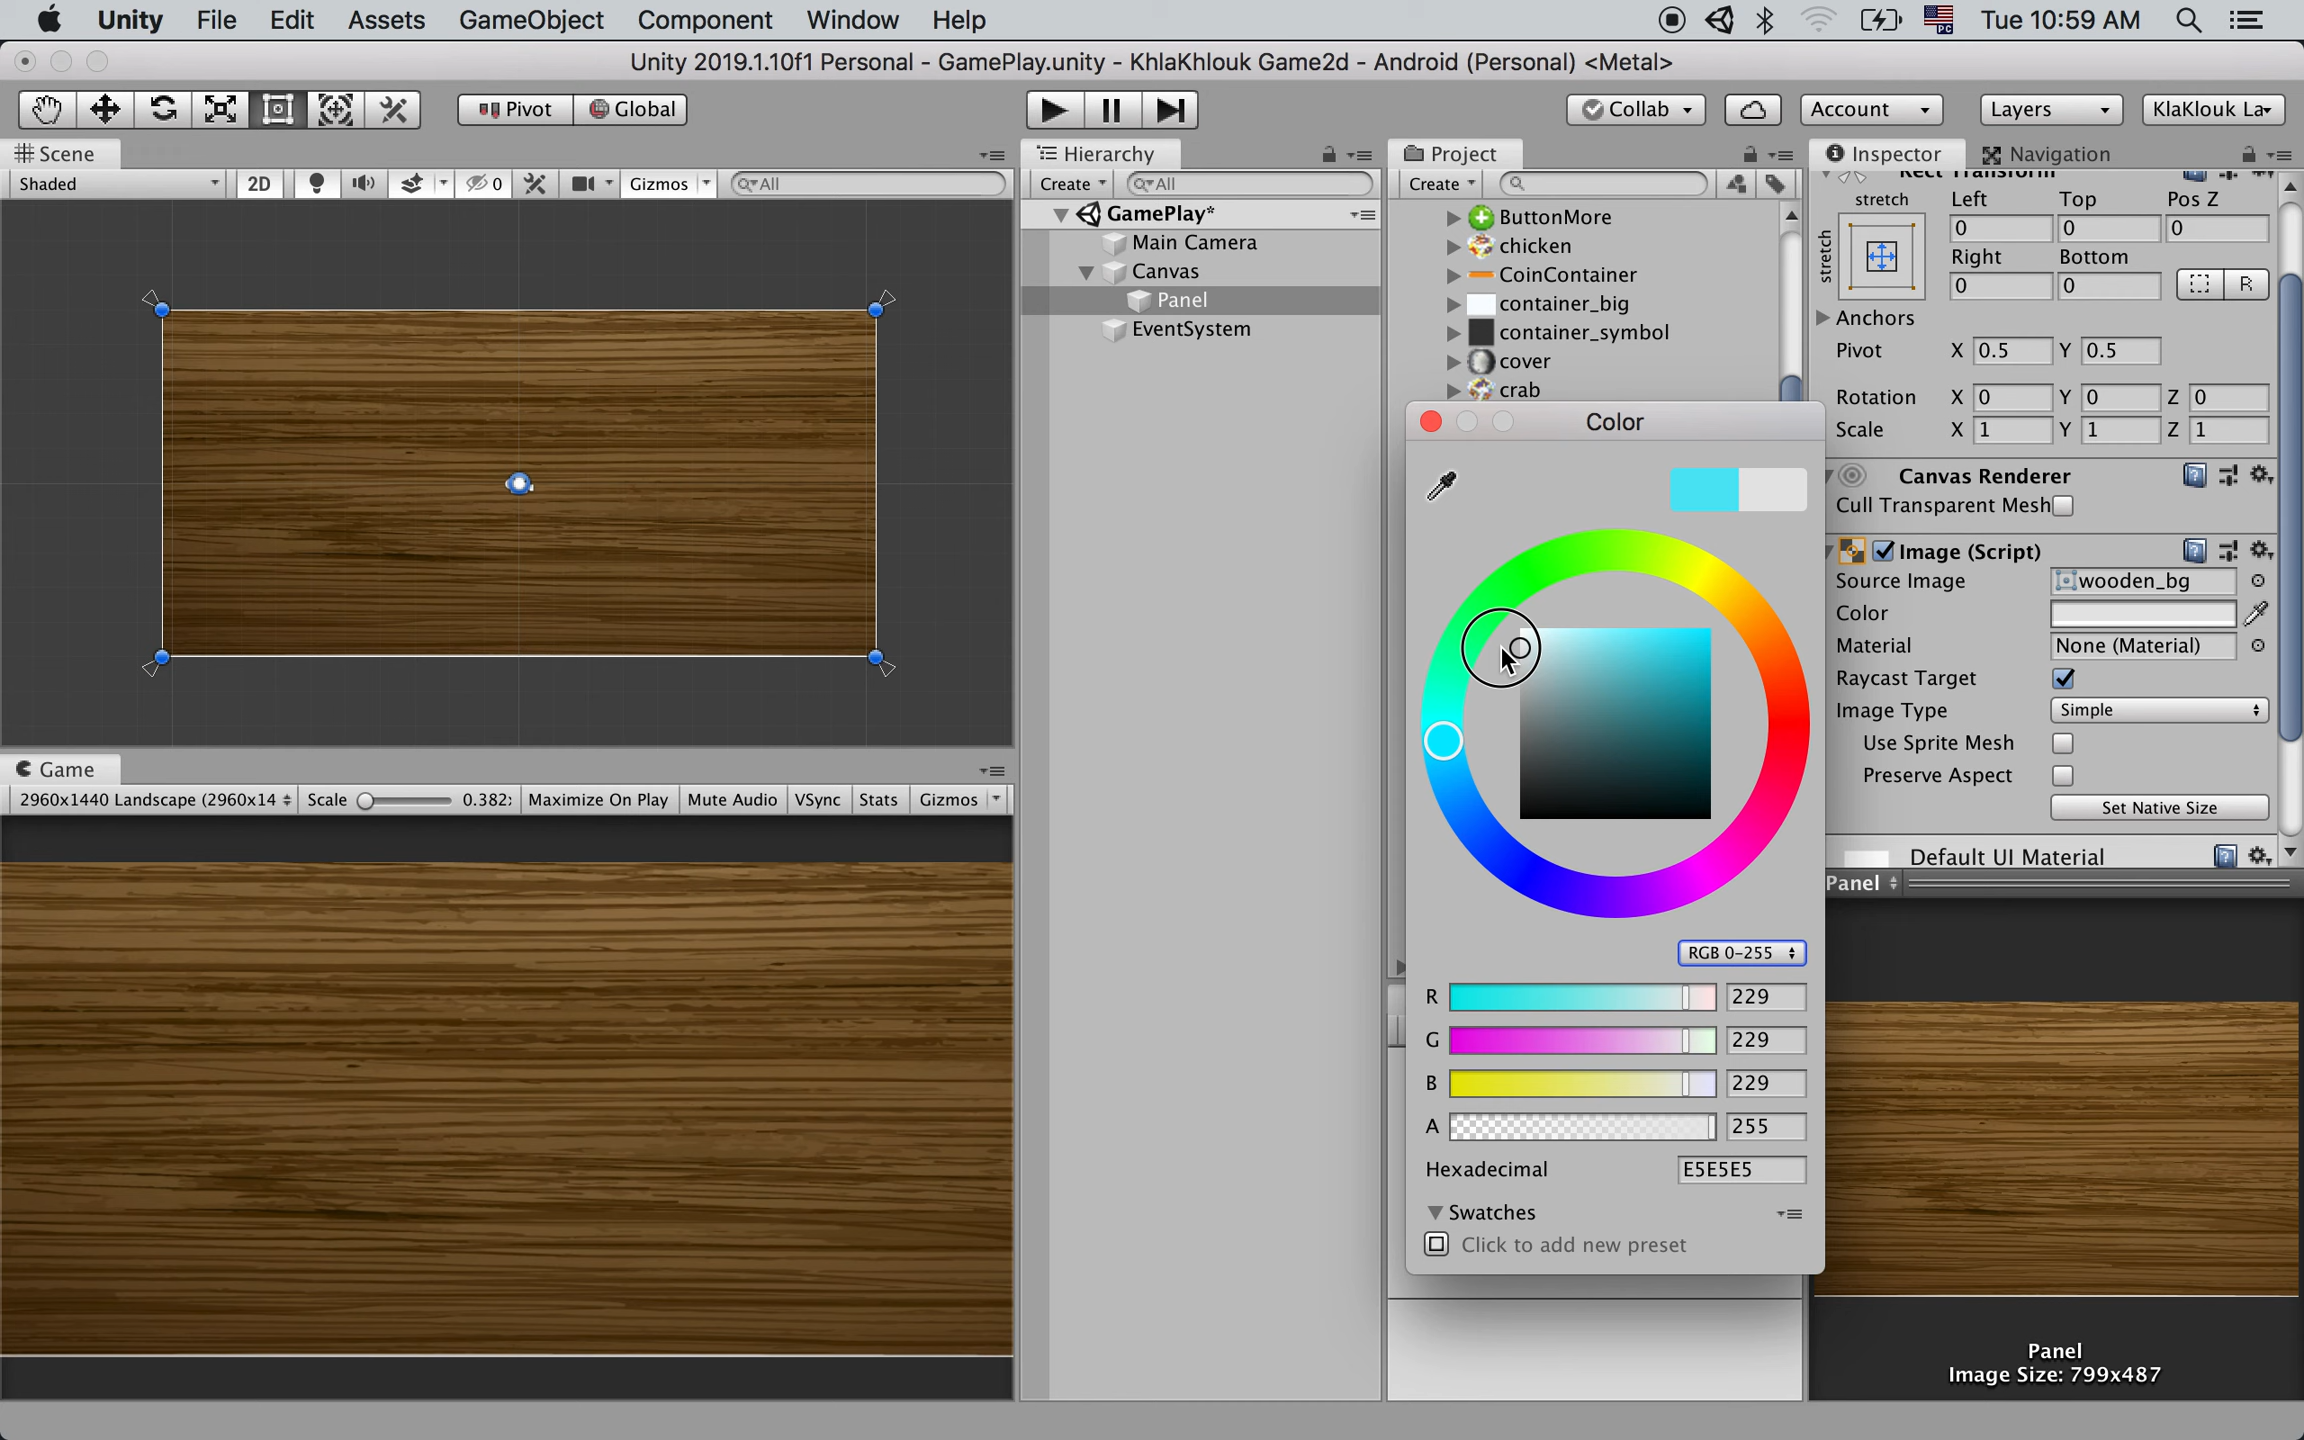 Unity File Edit Assets GameObject Component Window Help Tue 10:59 AM
Unity 2019.1.10f1 Personal - GamePlay.unity - KhlaKhlouk Game2d - Android (Personal) <Metal>
Pivot Global Collab Account Layers KlaKlouk La
Scene
Shaded 2D 0 Gizmos All
Hierarchy
Create All
GamePlay*
Main Camera
Canvas
Panel
EventSystem
Project
Create
ButtonMore
chicken
CoinContainer
container_big
container_symbol
cover
crab
Inspector Navigation
Rect Transform
stretch Left Top Pos Z
stretch
0 0 0
Right Bottom
0 0 R
Anchors
Pivot X 0.5 Y 0.5
Rotation X 0 Y 0 Z 0
Scale X 1 Y 1 Z 1
Canvas Renderer
Cull Transparent Mesh
Image (Script)
Source Image wooden_bg
Color
Material None (Material)
Raycast Target
Image Type Simple
Use Sprite Mesh
Preserve Aspect
Set Native Size
Default UI Material
Panel
Panel
Image Size: 799x487
Color
RGB 0-255
R 229
G 229
B 229
A 255
Hexadecimal E5E5E5
Swatches
Click to add new preset
Game
2960x1440 Landscape (2960x14 Scale 0.382: Maximize On Play Mute Audio VSync Stats Gizmos